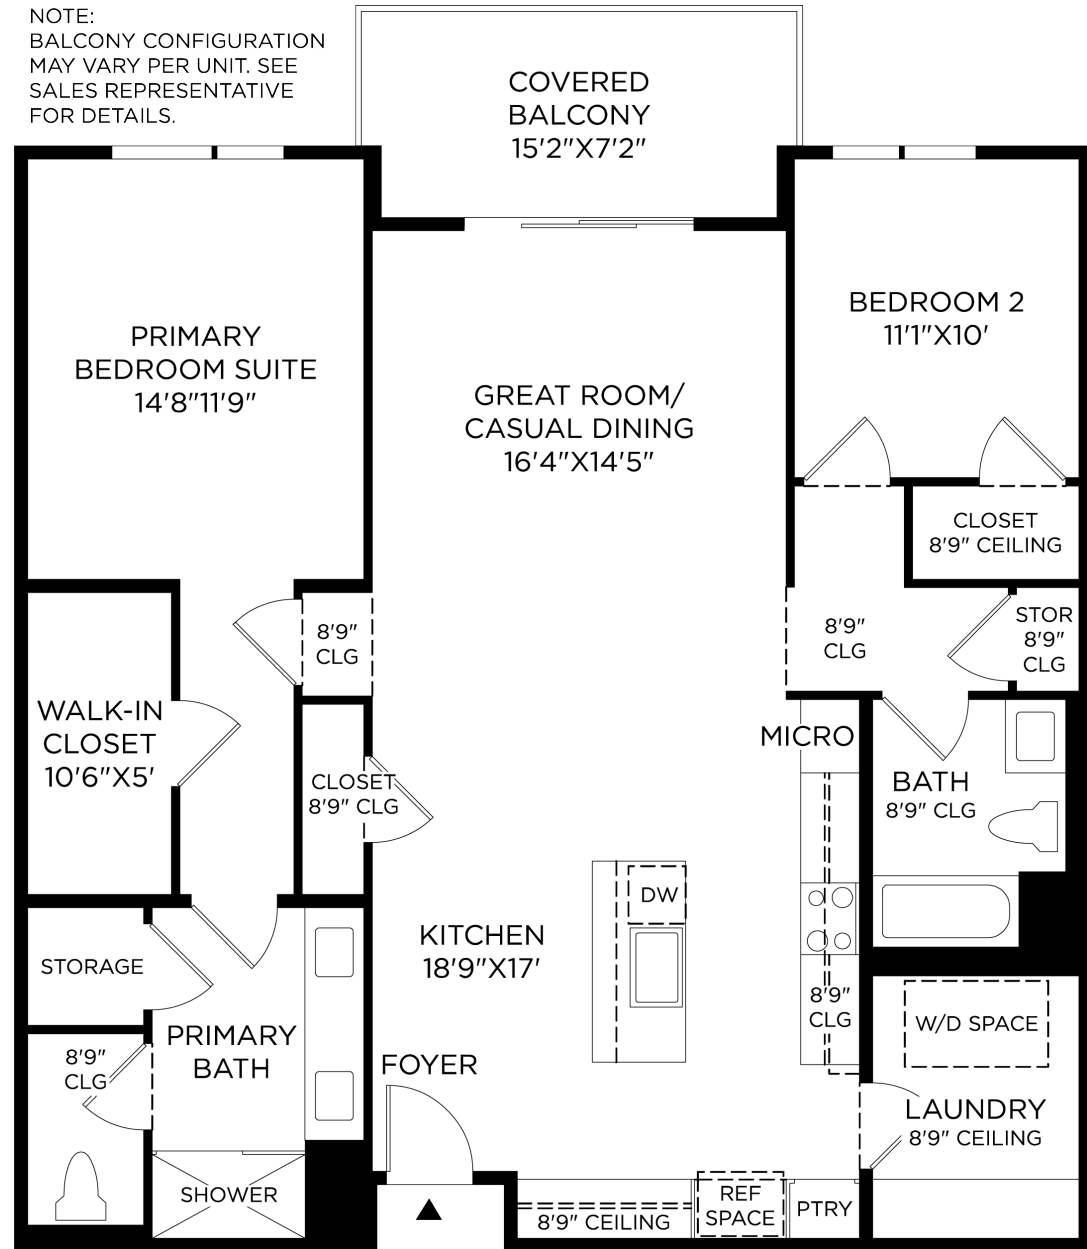 NOTE:
BALCONY CONFIGURATION
MAY VARY PER UNIT. SEE
SALES REPRESENTATIVE
FOR DETAILS.
COVERED
BALCONY
15'2"X7'2"
PRIMARY
BEDROOM SUITE
14'8"11'9"
GREAT ROOM/
CASUAL DINING
16'4"X14'5"
BEDROOM 2
11'1"X10'
CLOSET
8'9" CEILING
8'9"
CLG
8'9"
CLG
STOR
8'9"
CLG
WALK-IN
CLOSET
10'6"X5'
CLOSET
8'9" CLG
MICRO
BATH
8'9" CLG
DW
KITCHEN
18'9"X17'
8'9"
CLG
STORAGE
PRIMARY
BATH
8'9"
CLG
FOYER
W/D SPACE
LAUNDRY
8'9" CEILING
SHOWER
8'9" CEILING
REF
SPACE
PTRY